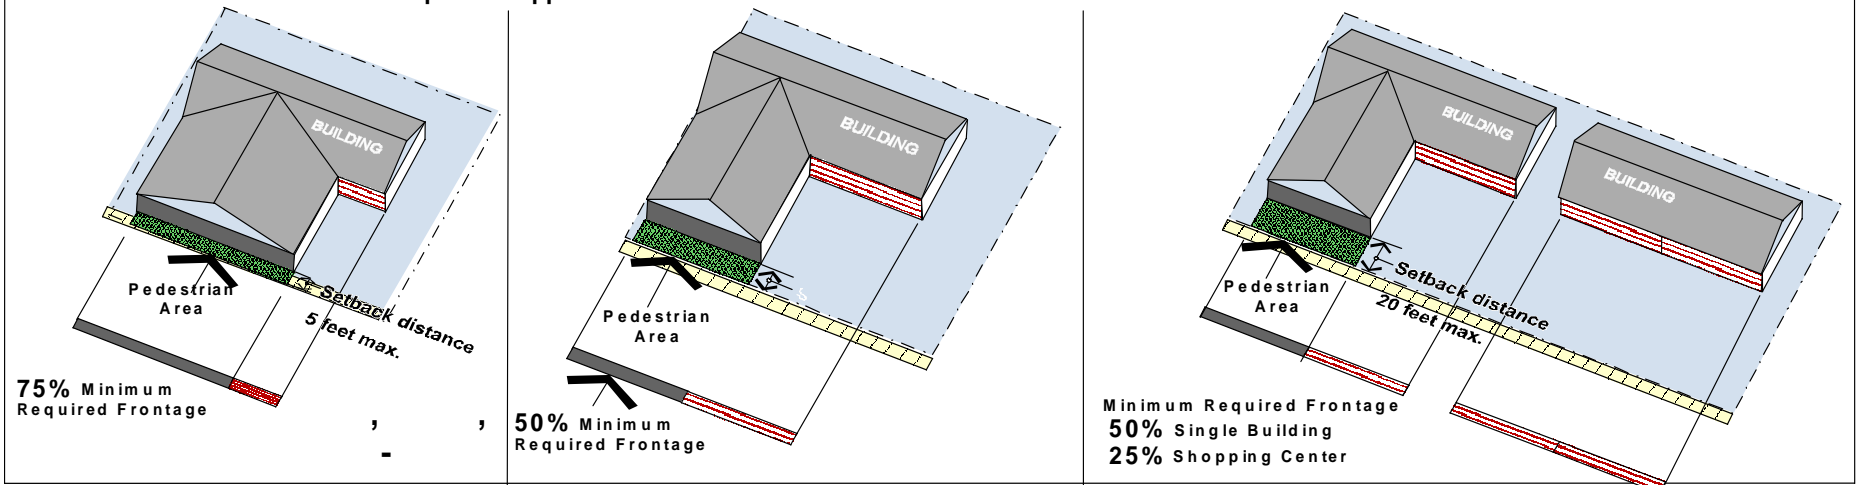 BUILDING
Pedestrian
Area
Setback distance
5 feet max.
75% Minimum
Required Frontage
, ,
-
BUILDING
Pedestrian
Area
50% Minimum
Required Frontage
BUILDING
BUILDING
Pedestrian
Area
Setback distance
20 feet max.
Minimum Required Frontage
50% Single Building
25% Shopping Center